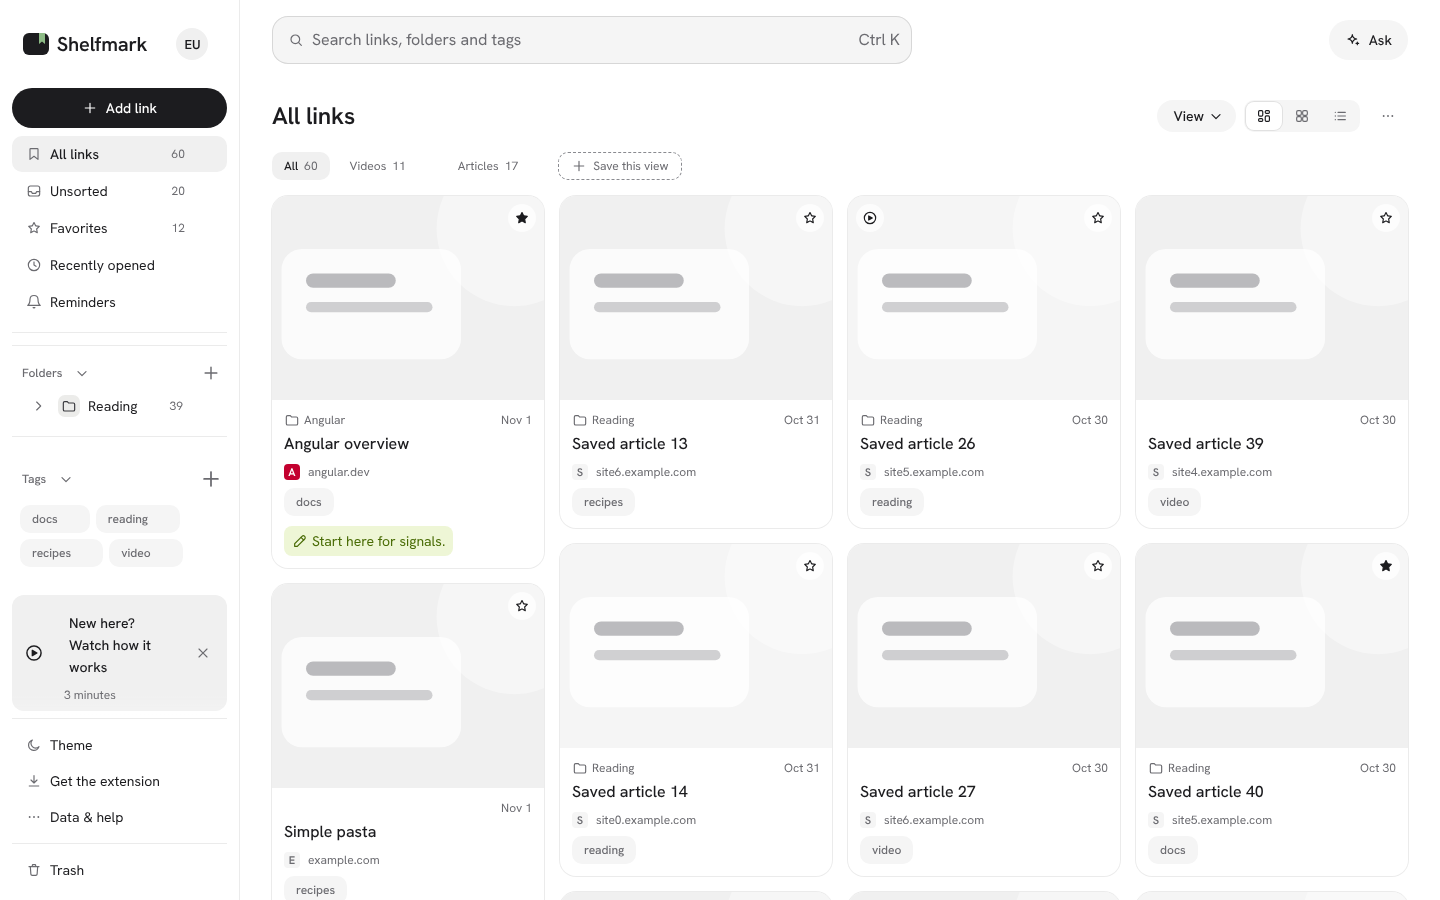 Shelfmark
EU
Add link
All links 60
Unsorted 20
Favorites 12
Recently opened
Reminders
Folders
Reading 39
Tags
docs
reading
recipes
video
New here?
Watch how it
works
3 minutes
Theme
Get the extension
Data & help
Trash
Search links, folders and tags Ctrl K
Ask
All links
View
All 60
Videos 11
Articles 17
Save this view
Angular Nov 1
Angular overview
A angular.dev
docs
Start here for signals.
Nov 1
Simple pasta
E example.com
recipes
Reading Oct 31
Saved article 13
S site6.example.com
recipes
Reading Oct 31
Saved article 14
S site0.example.com
reading
Reading Oct 30
Saved article 26
S site5.example.com
reading
Oct 30
Saved article 27
S site6.example.com
video
Oct 30
Saved article 39
S site4.example.com
video
Reading Oct 30
Saved article 40
S site5.example.com
docs